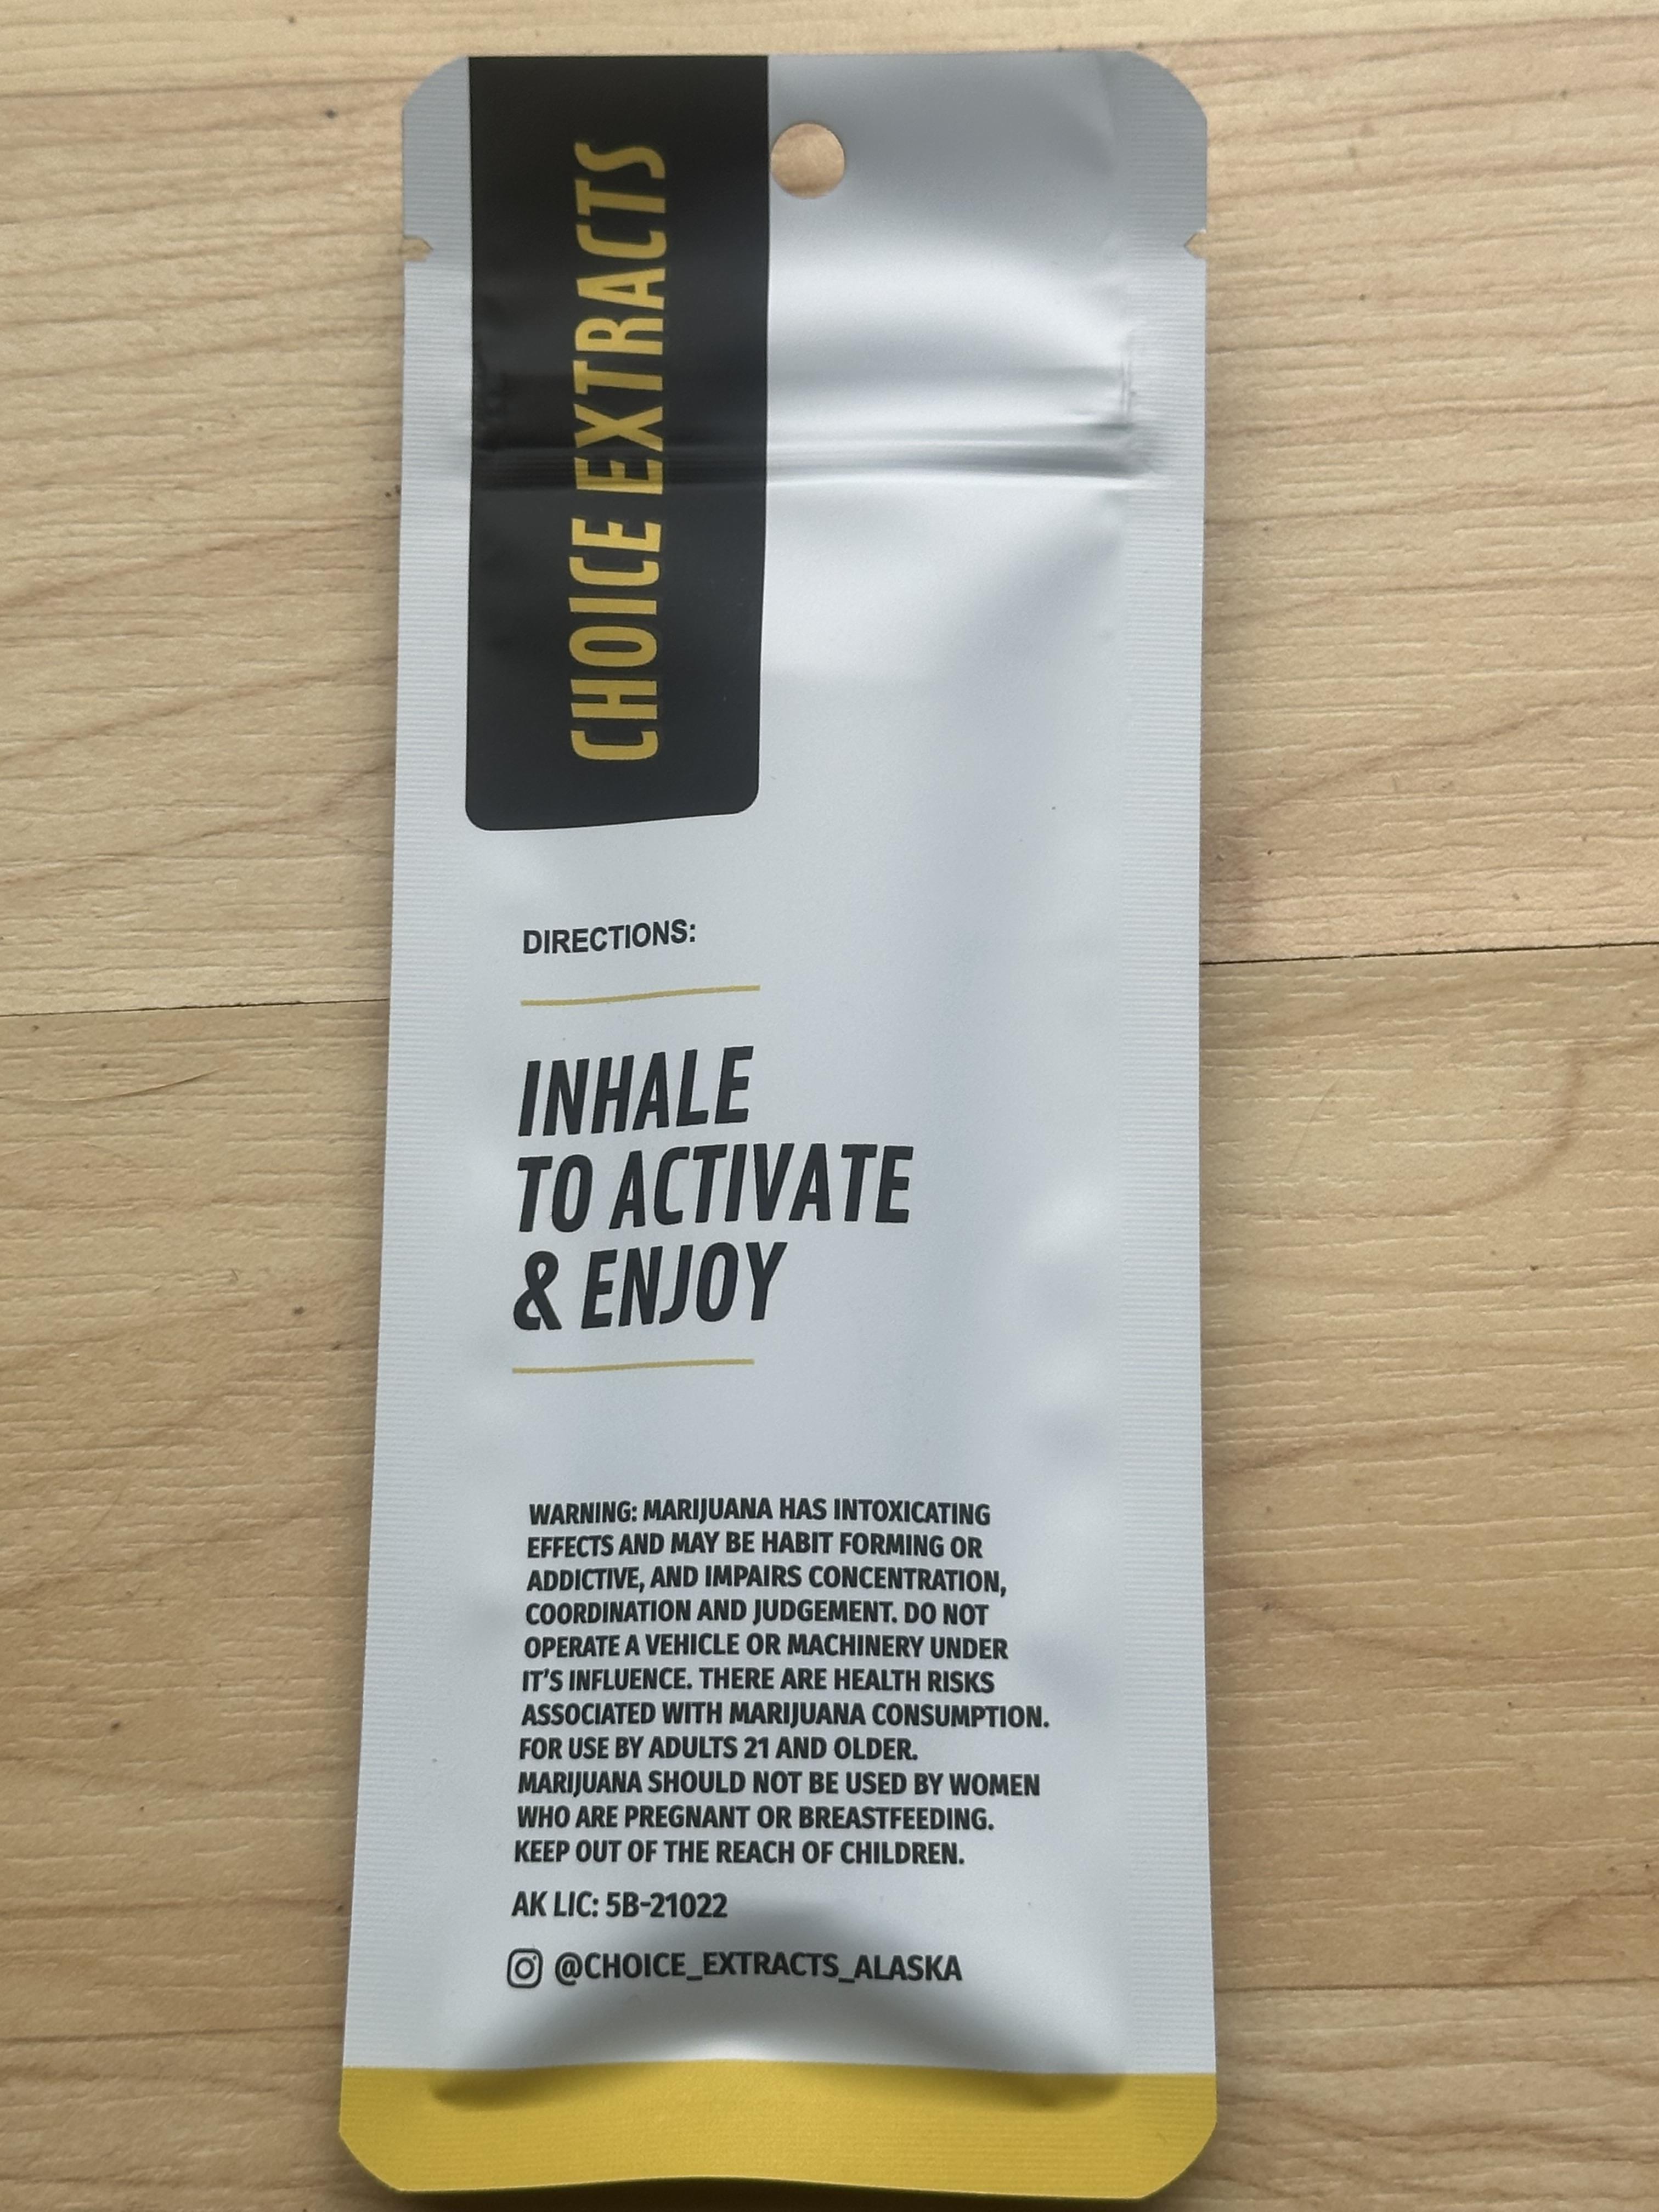 CHOICE EXTRACTS
DIRECTIONS:
INHALE
TO ACTIVATE
& ENJOY
WARNING: MARIJUANA HAS INTOXICATING
EFFECTS AND MAY BE HABIT FORMING OR
ADDICTIVE, AND IMPAIRS CONCENTRATION,
COORDINATION AND JUDGEMENT. DO NOT
OPERATE A VEHICLE OR MACHINERY UNDER
IT'S INFLUENCE. THERE ARE HEALTH RISKS
ASSOCIATED WITH MARIJUANA CONSUMPTION.
FOR USE BY ADULTS 21 AND OLDER.
MARIJUANA SHOULD NOT BE USED BY WOMEN
WHO ARE PREGNANT OR BREASTFEEDING.
KEEP OUT OF THE REACH OF CHILDREN.
AK LIC: 5B-21022
@CHOICE_EXTRACTS_ALASKA